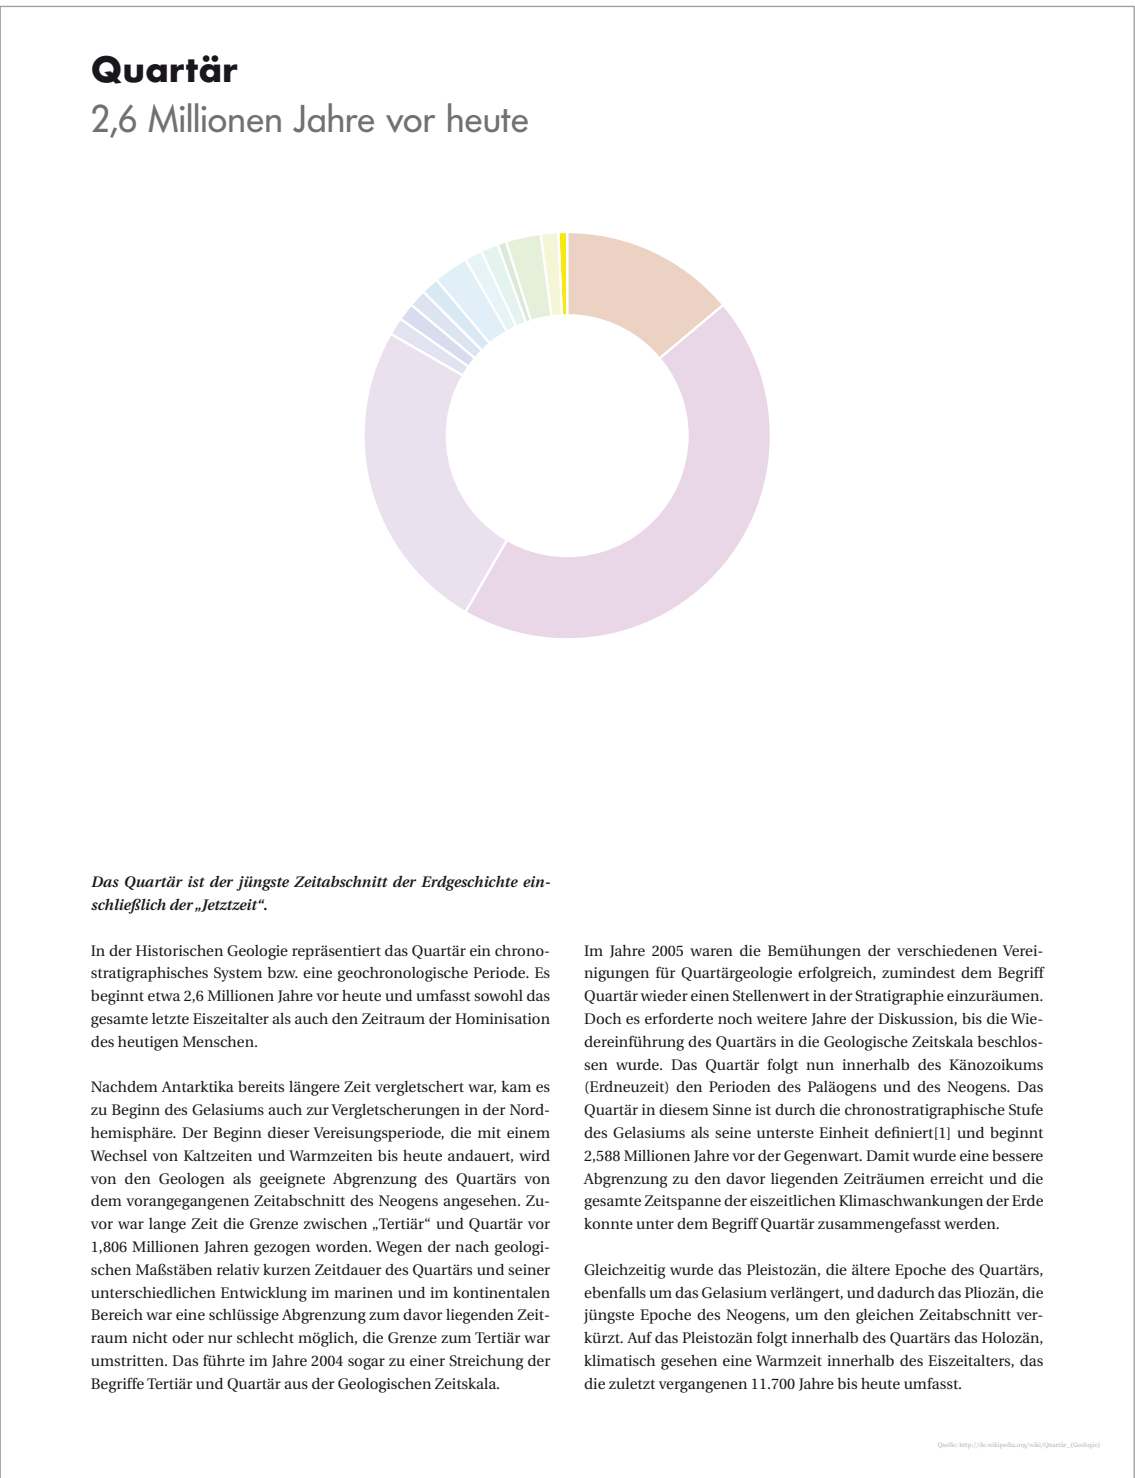 Quartär
2,6 Millionen Jahre vor heute
Das Quartär ist der jüngste Zeitabschnitt der Erdgeschichte ein-
schließlich der „Jetztzeit“.
In der Historischen Geologie repräsentiert das Quartär ein chrono-
stratigraphisches System bzw. eine geochronologische Periode. Es
beginnt etwa 2,6 Millionen Jahre vor heute und umfasst sowohl das
gesamte letzte Eiszeitalter als auch den Zeitraum der Hominisation
des heutigen Menschen.
Nachdem Antarktika bereits längere Zeit vergletschert war, kam es
zu Beginn des Gelasiums auch zur Vergletscherungen in der Nord-
hemisphäre. Der Beginn dieser Vereisungsperiode, die mit einem
Wechsel von Kaltzeiten und Warmzeiten bis heute andauert, wird
von den Geologen als geeignete Abgrenzung des Quartärs von
dem vorangegangenen Zeitabschnitt des Neogens angesehen. Zu-
vor war lange Zeit die Grenze zwischen „Tertiär“ und Quartär vor
1,806 Millionen Jahren gezogen worden. Wegen der nach geologi-
schen Maßstäben relativ kurzen Zeitdauer des Quartärs und seiner
unterschiedlichen Entwicklung im marinen und im kontinentalen
Bereich war eine schlüssige Abgrenzung zum davor liegenden Zeit-
raum nicht oder nur schlecht möglich, die Grenze zum Tertiär war
umstritten. Das führte im Jahre 2004 sogar zu einer Streichung der
Begriffe Tertiär und Quartär aus der Geologischen Zeitskala.
Im Jahre 2005 waren die Bemühungen der verschiedenen Verei-
nigungen für Quartärgeologie erfolgreich, zumindest dem Begriff
Quartär wieder einen Stellenwert in der Stratigraphie einzuräumen.
Doch es erforderte noch weitere Jahre der Diskussion, bis die Wie-
dereinführung des Quartärs in die Geologische Zeitskala beschlos-
sen wurde. Das Quartär folgt nun innerhalb des Känozoikums
(Erdneuzeit) den Perioden des Paläogens und des Neogens. Das
Quartär in diesem Sinne ist durch die chronostratigraphische Stufe
des Gelasiums als seine unterste Einheit definiert[1] und beginnt
2,588 Millionen Jahre vor der Gegenwart. Damit wurde eine bessere
Abgrenzung zu den davor liegenden Zeiträumen erreicht und die
gesamte Zeitspanne der eiszeitlichen Klimaschwankungen der Erde
konnte unter dem Begriff Quartär zusammengefasst werden.
Gleichzeitig wurde das Pleistozän, die ältere Epoche des Quartärs,
ebenfalls um das Gelasium verlängert, und dadurch das Pliozän, die
jüngste Epoche des Neogens, um den gleichen Zeitabschnitt ver-
kürzt. Auf das Pleistozän folgt innerhalb des Quartärs das Holozän,
klimatisch gesehen eine Warmzeit innerhalb des Eiszeitalters, das
die zuletzt vergangenen 11.700 Jahre bis heute umfasst.
Quelle: http://de.wikipedia.org/wiki/Quartär_(Geologie)